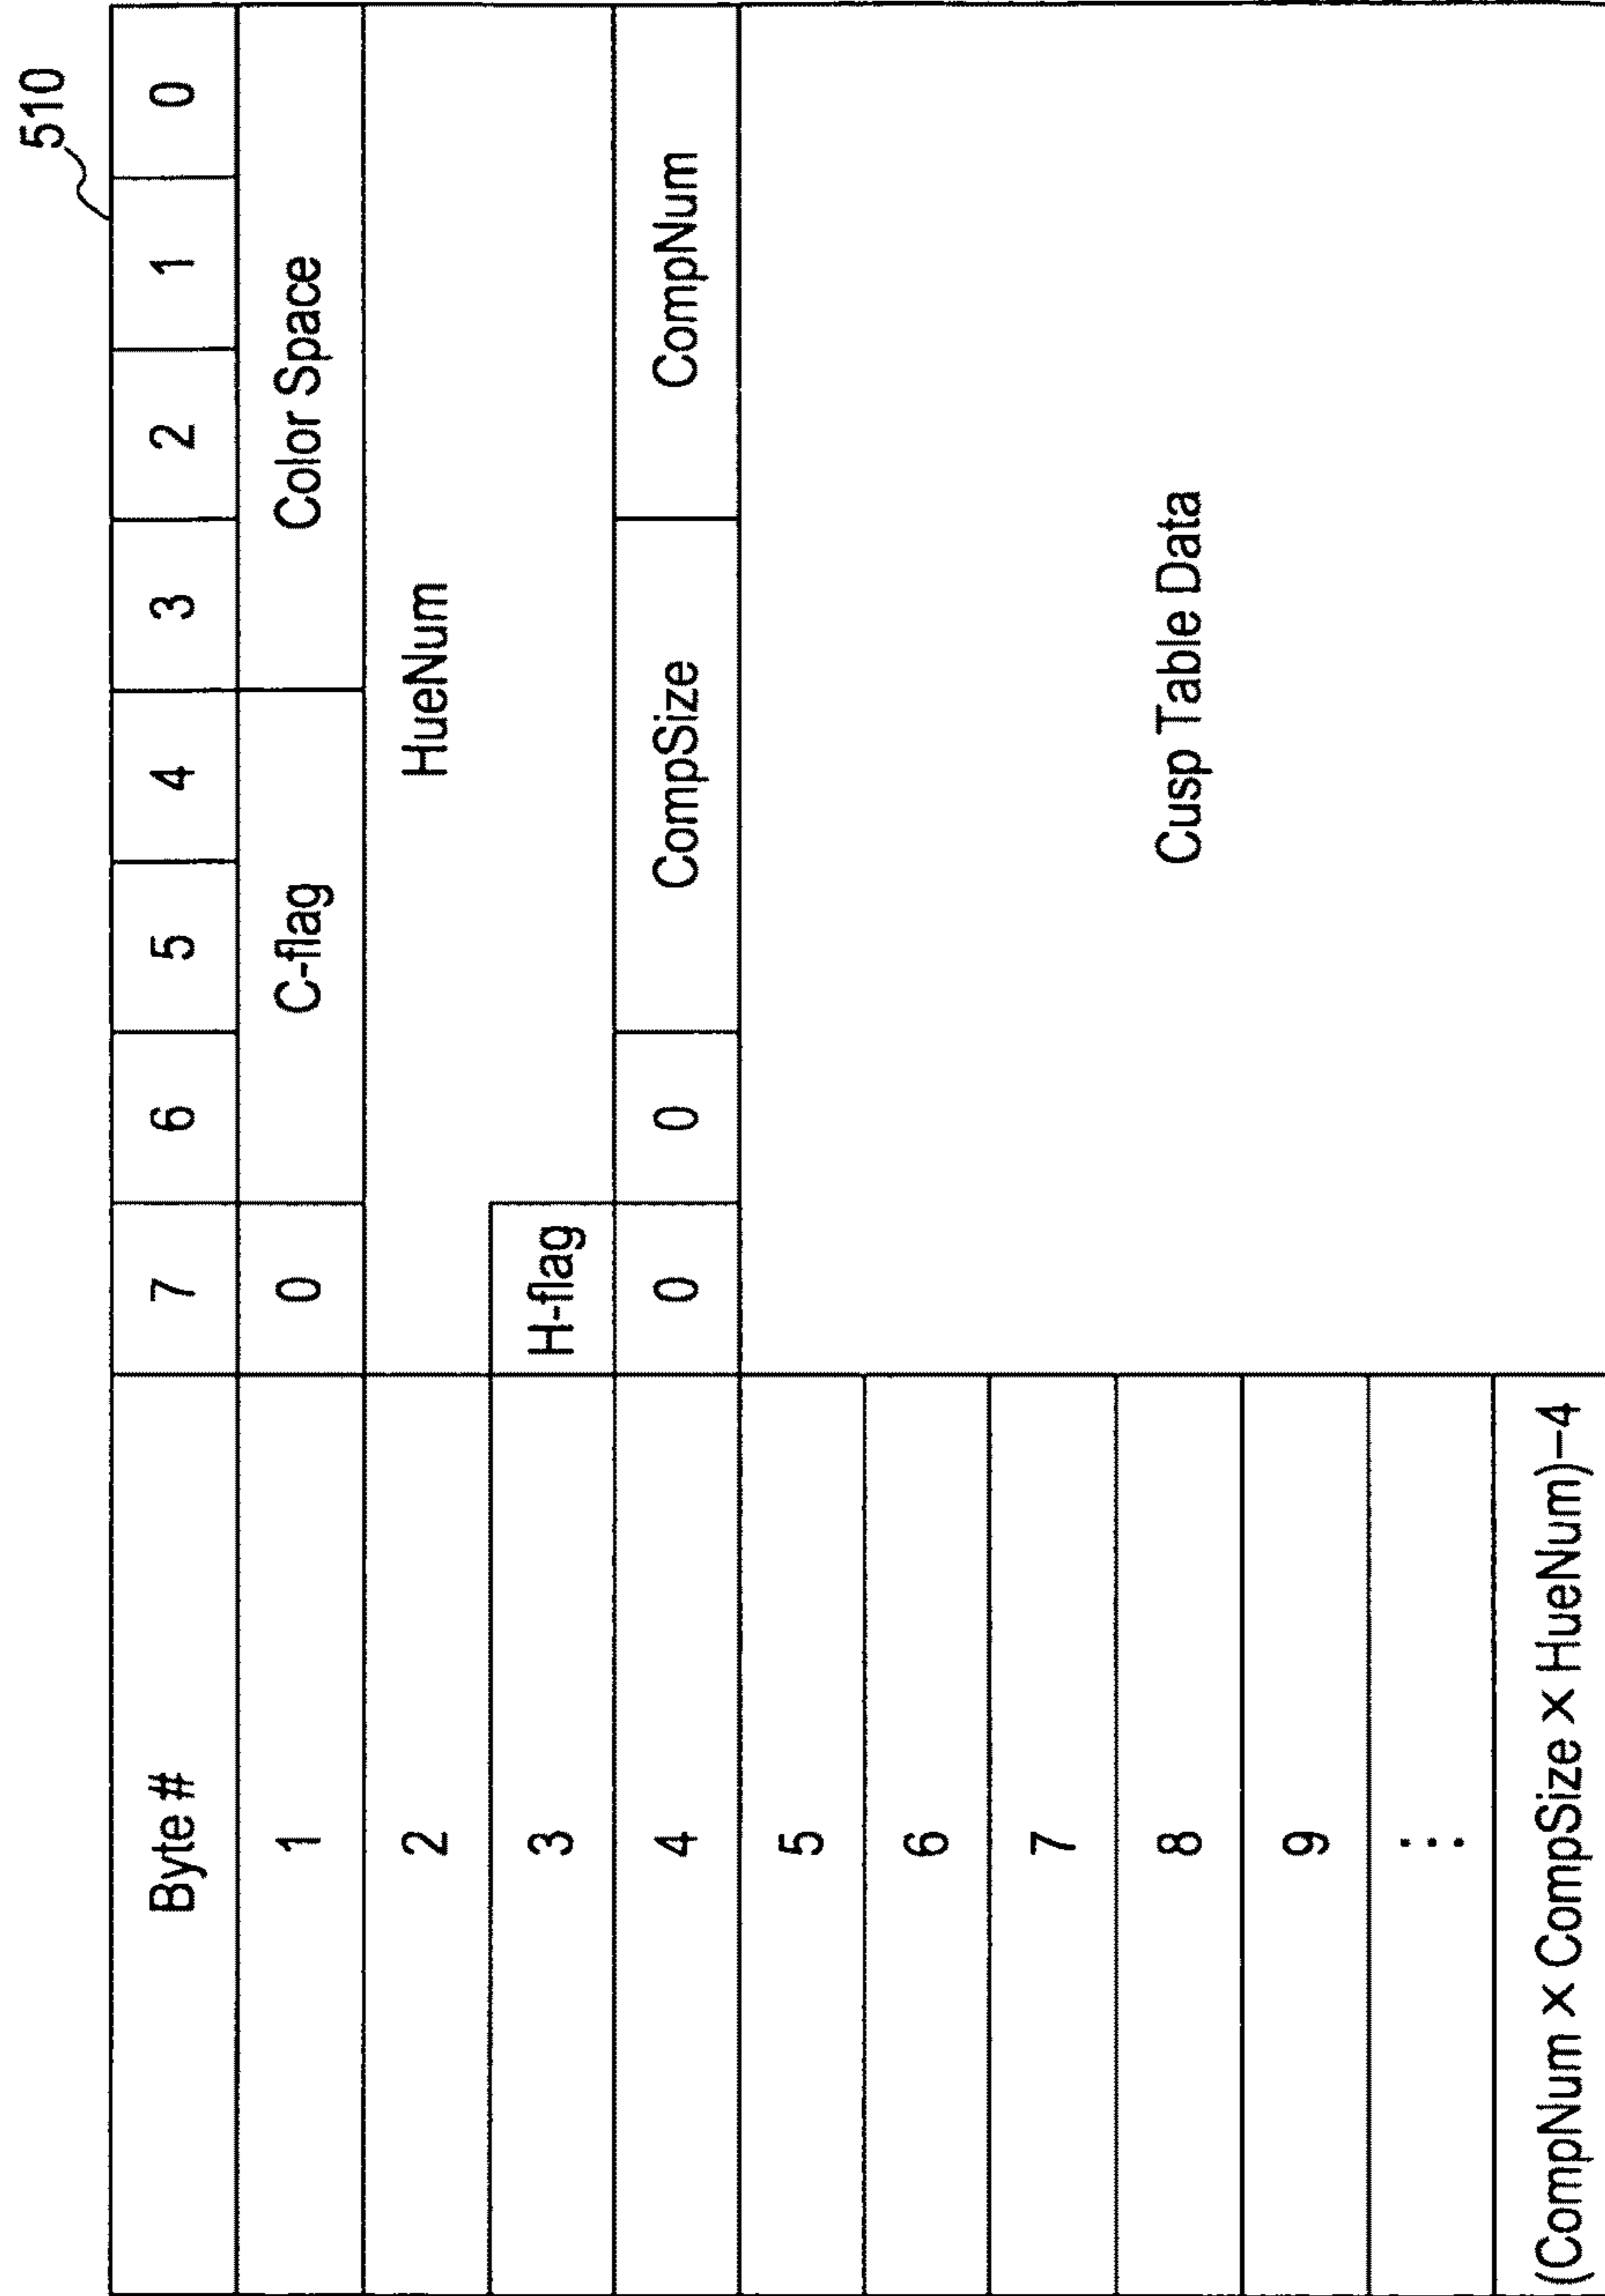 510
Byte # 7 6 5 4 3 2 1 0
1 0 C-flag Color Space
2 HueNum
3 H-flag
4 0 0 CompSize CompNum
5
6
7
8 Cusp Table Data
9
⋮
(CompNum × CompSize × HueNum)–4